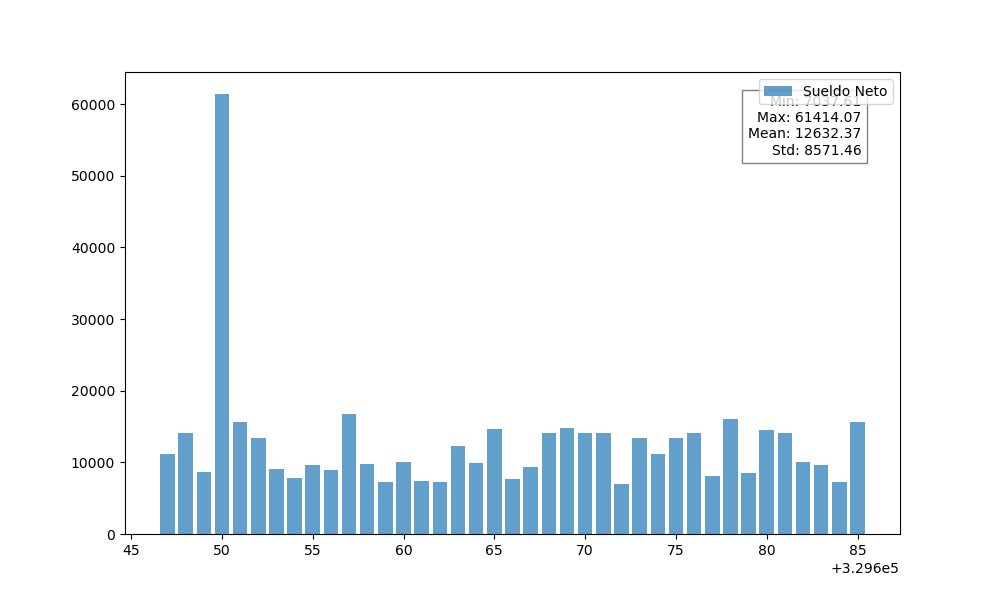 60000
50000
40000
30000
20000
10000
0
Sueldo Neto
Min: 7037.61
Max: 61414.07
Mean: 12632.37
Std: 8571.46
45 50 55 60 65 70 75 80 85
+3.296e5